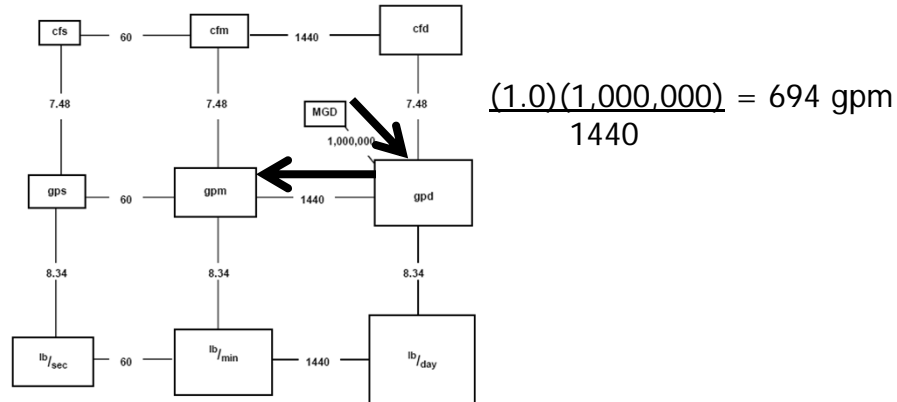 cfs 60 cfm 1440 cfd
7.48 7.48 7.48
MGD
1,000,000
gps 60 gpm 1440 gpd
8.34 8.34 8.34
lb/sec 60 lb/min 1440 lb/day
(1.0)(1,000,000) = 694 gpm
1440